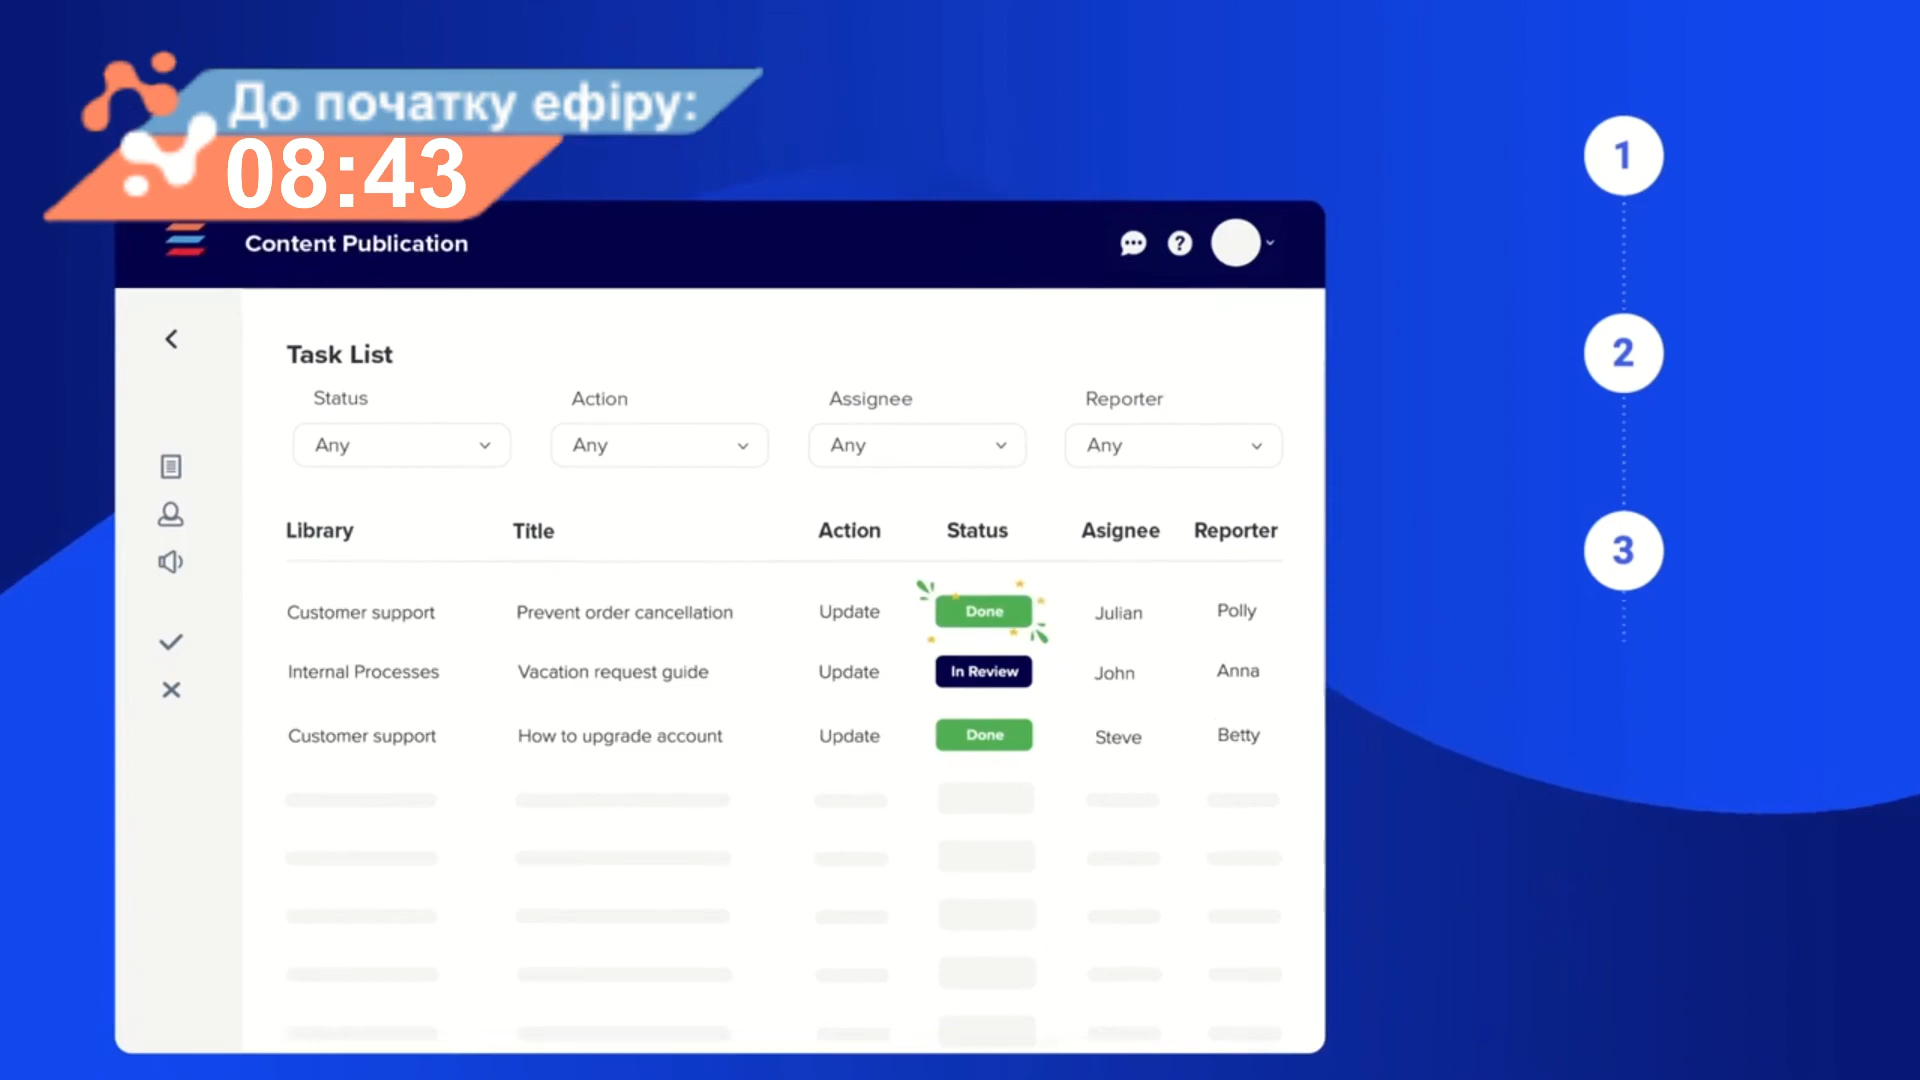 До початку ефіру:
08:43
Content Publication
?
1
2
3
Task List
Status Action Assignee Reporter
Any Any Any Any
Library Title Action Status Asignee Reporter
Customer support Prevent order cancellation Update Done Julian Polly
Internal Processes Vacation request guide Update In Review John Anna
Customer support How to upgrade account Update Done Steve Betty